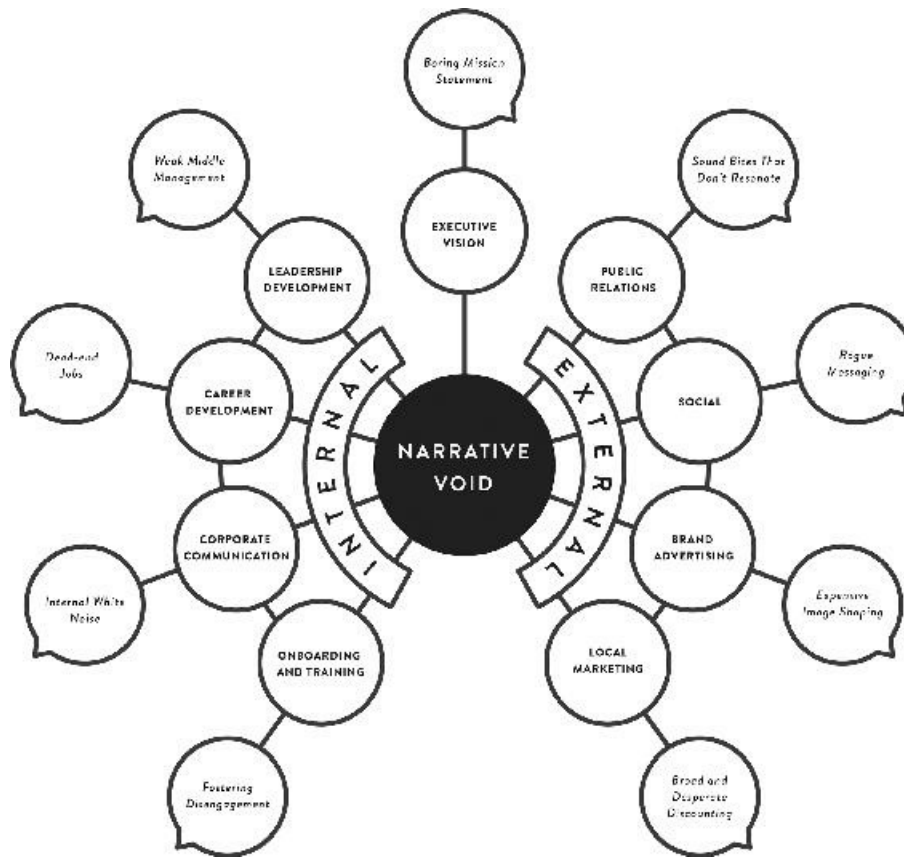 Boring Mission
Statement
EXECUTIVE
VISION
Weak Middle
Management
LEADERSHIP
DEVELOPMENT
Sound Bites That
Don't Resonate
PUBLIC
RELATIONS
Dead-end
Jobs
CAREER
DEVELOPMENT
Rogue
Messaging
SOCIAL
INTERNAL
NARRATIVE
VOID
EXTERNAL
Internal White
Noise
CORPORATE
COMMUNICATION
BRAND
ADVERTISING
Expensive
Image Shaping
ONBOARDING
AND TRAINING
LOCAL
MARKETING
Fostering
Disengagement
Broad and
Desperate
Discounting